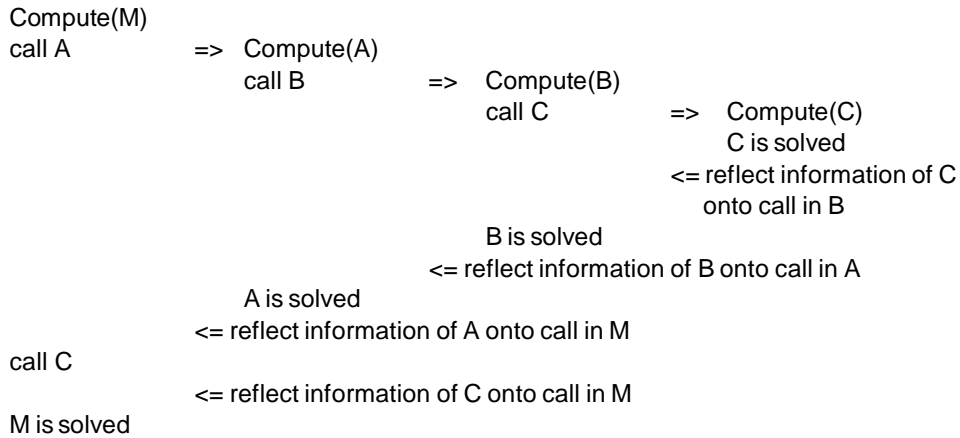 Compute(M)
call A => Compute(A)
call B => Compute(B)
call C => Compute(C)
C is solved
<= reflect information of C
onto call in B
B is solved
<= reflect information of B onto call in A
A is solved
<= reflect information of A onto call in M
call C
<= reflect information of C onto call in M
M is solved